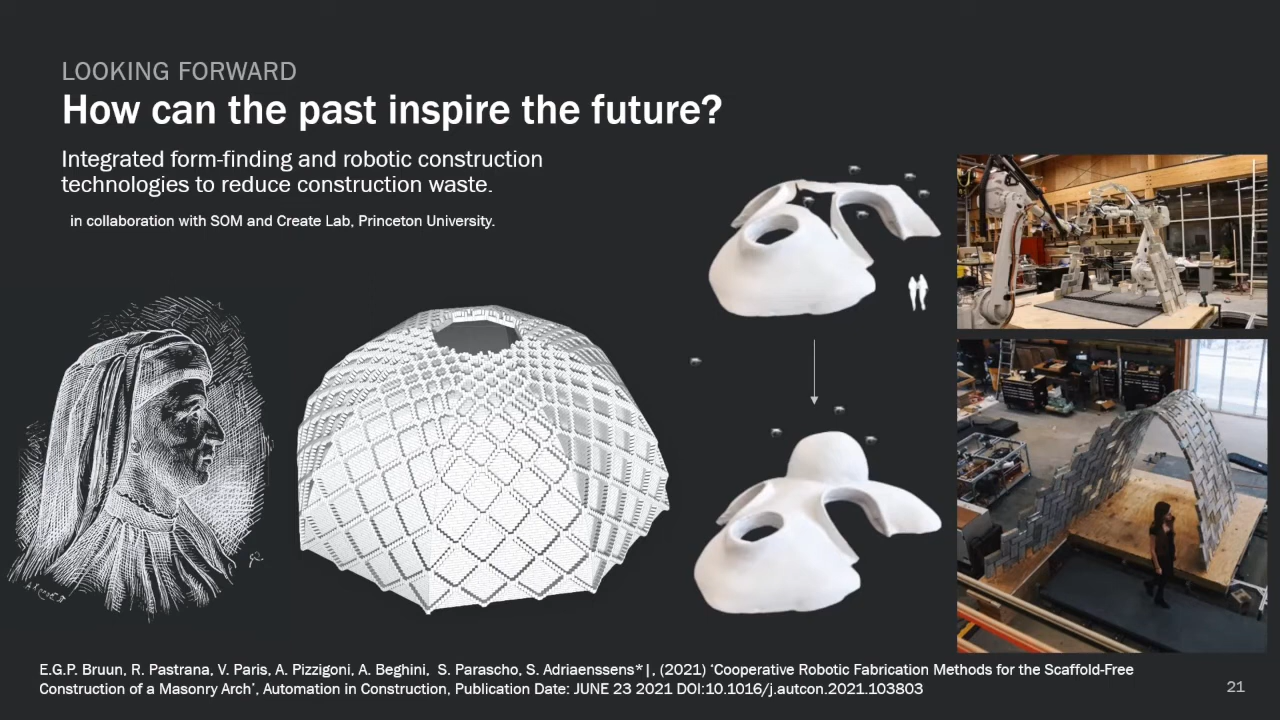 LOOKING FORWARD
How can the past inspire the future?
Integrated form-finding and robotic construction
technologies to reduce construction waste.
in collaboration with SOM and Create Lab, Princeton University.
E.G.P. Bruun, R. Pastrana, V. Paris, A. Pizzigoni, A. Beghini, S. Parascho, S. Adriaenssens*|, (2021) ‘Cooperative Robotic Fabrication Methods for the Scaffold-Free
Construction of a Masonry Arch’, Automation in Construction, Publication Date: JUNE 23 2021 DOI:10.1016/j.autcon.2021.103803
21